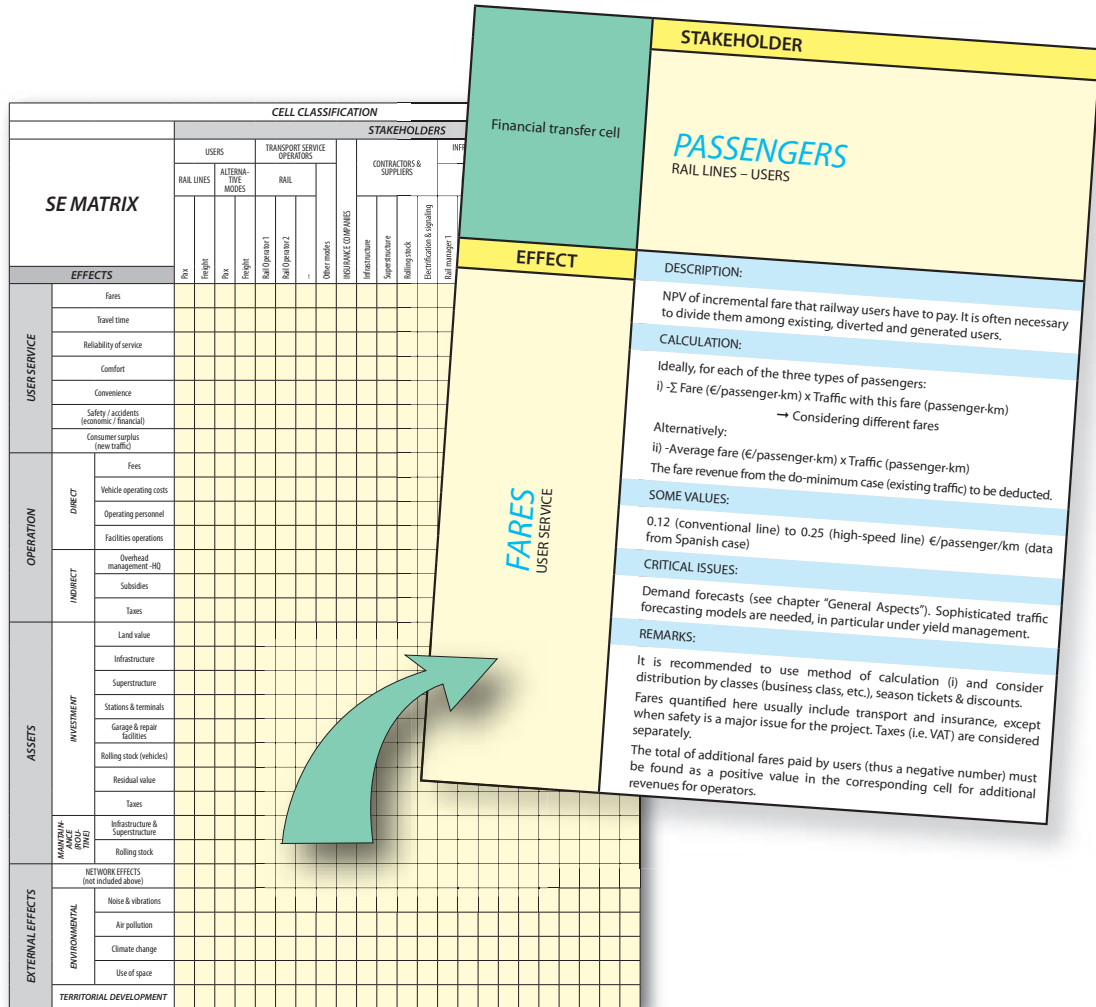 CELL CLASSIFICATION
STAKEHOLDERS
SE MATRIX
USERS
TRANSPORT SERVICE
OPERATORS
INSURANCE COMPANIES
CONTRACTORS &
SUPPLIERS
RAIL LINES
ALTERNA-
TIVE
MODES
RAIL
Pax
Freight
Pax
Freight
Rail Operator 1
Rail Operator 2
...
Other modes
Infrastructure
Superstructure
Rolling stock
Electrification & signaling
Rail manager 1
EFFECTS
USER SERVICE
Fares
Travel time
Reliability of service
Comfort
Convenience
Safety / accidents
(economic / financial)
Consumer surplus
(new traffic)
OPERATION
DIRECT
Fees
Vehicle operating costs
Operating personnel
Facilities operations
INDIRECT
Overhead
management -HQ
Subsidies
Taxes
ASSETS
INVESTMENT
Land value
Infrastructure
Superstructure
Stations & terminals
Garage & repair
facilities
Rolling stock (vehicles)
Residual value
Taxes
MAINTAIN-
ANCE
(ROU-
TINE)
Infrastructure &
Superstructure
Rolling stock
EXTERNAL EFFECTS
NETWORK EFFECTS
(not included above)
ENVIRONMENTAL
Noise & vibrations
Air pollution
Climate change
Use of space
TERRITORIAL DEVELOPMENT
Financial transfer cell
STAKEHOLDER
PASSENGERS
RAIL LINES – USERS
EFFECT
FARES
USER SERVICE
DESCRIPTION:
NPV of incremental fare that railway users have to pay. It is often necessary
to divide them among existing, diverted and generated users.
CALCULATION:
Ideally, for each of the three types of passengers:
i) -∑ Fare (€/passenger·km) x Traffic with this fare (passenger·km)
→ Considering different fares
Alternatively:
ii) -Average fare (€/passenger·km) x Traffic (passenger·km)
The fare revenue from the do-minimum case (existing traffic) to be deducted.
SOME VALUES:
0.12 (conventional line) to 0.25 (high-speed line) €/passenger/km (data
from Spanish case)
CRITICAL ISSUES:
Demand forecasts (see chapter "General Aspects"). Sophisticated traffic
forecasting models are needed, in particular under yield management.
REMARKS:
It is recommended to use method of calculation (i) and consider
distribution by classes (business class, etc.), season tickets & discounts.
Fares quantified here usually include transport and insurance, except
when safety is a major issue for the project. Taxes (i.e. VAT) are considered
separately.
The total of additional fares paid by users (thus a negative number) must
be found as a positive value in the corresponding cell for additional
revenues for operators.